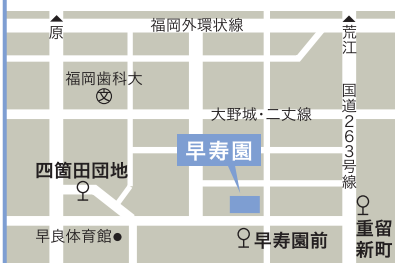 福岡外環状線
原
荒江
福岡歯科大
文
大野城・二丈線
国道263号線
早寿園
四箇田団地
早良体育館
早寿園前
重留
新町